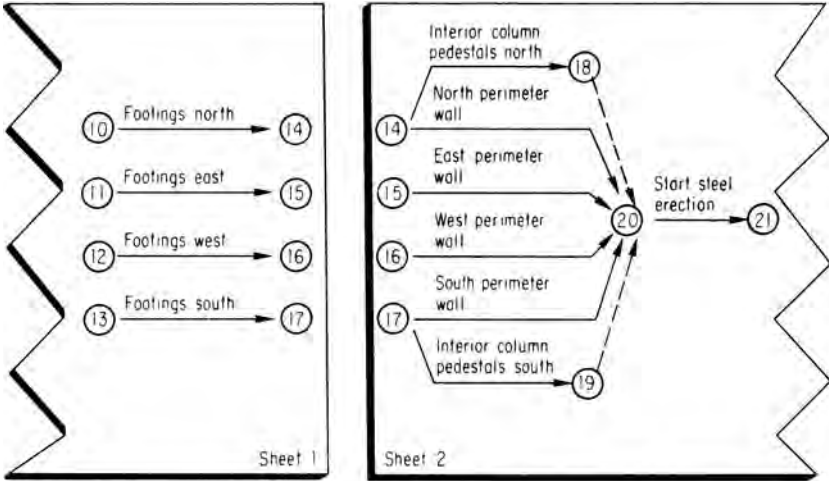 10
Footings north
14
11
Footings east
15
12
Footings west
16
13
Footings south
17
Sheet 1
Interior column
pedestals north
18
14
North perimeter
wall
15
East perimeter
wall
20
Start steel
erection
21
16
West perimeter
wall
17
South perimeter
wall
Interior column
pedestals south
19
Sheet 2